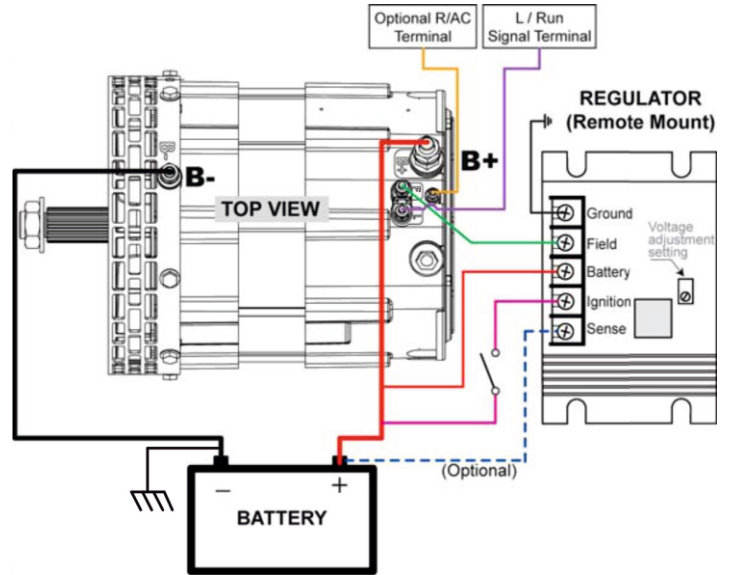 Optional R/AC
Terminal
L / Run
Signal Terminal
REGULATOR
(Remote Mount)
B-
B-
TOP VIEW
B+
B+
F
L
Ground
Field
Battery
Ignition
Sense
Voltage
adjustment
setting
(Optional)
–
+
BATTERY